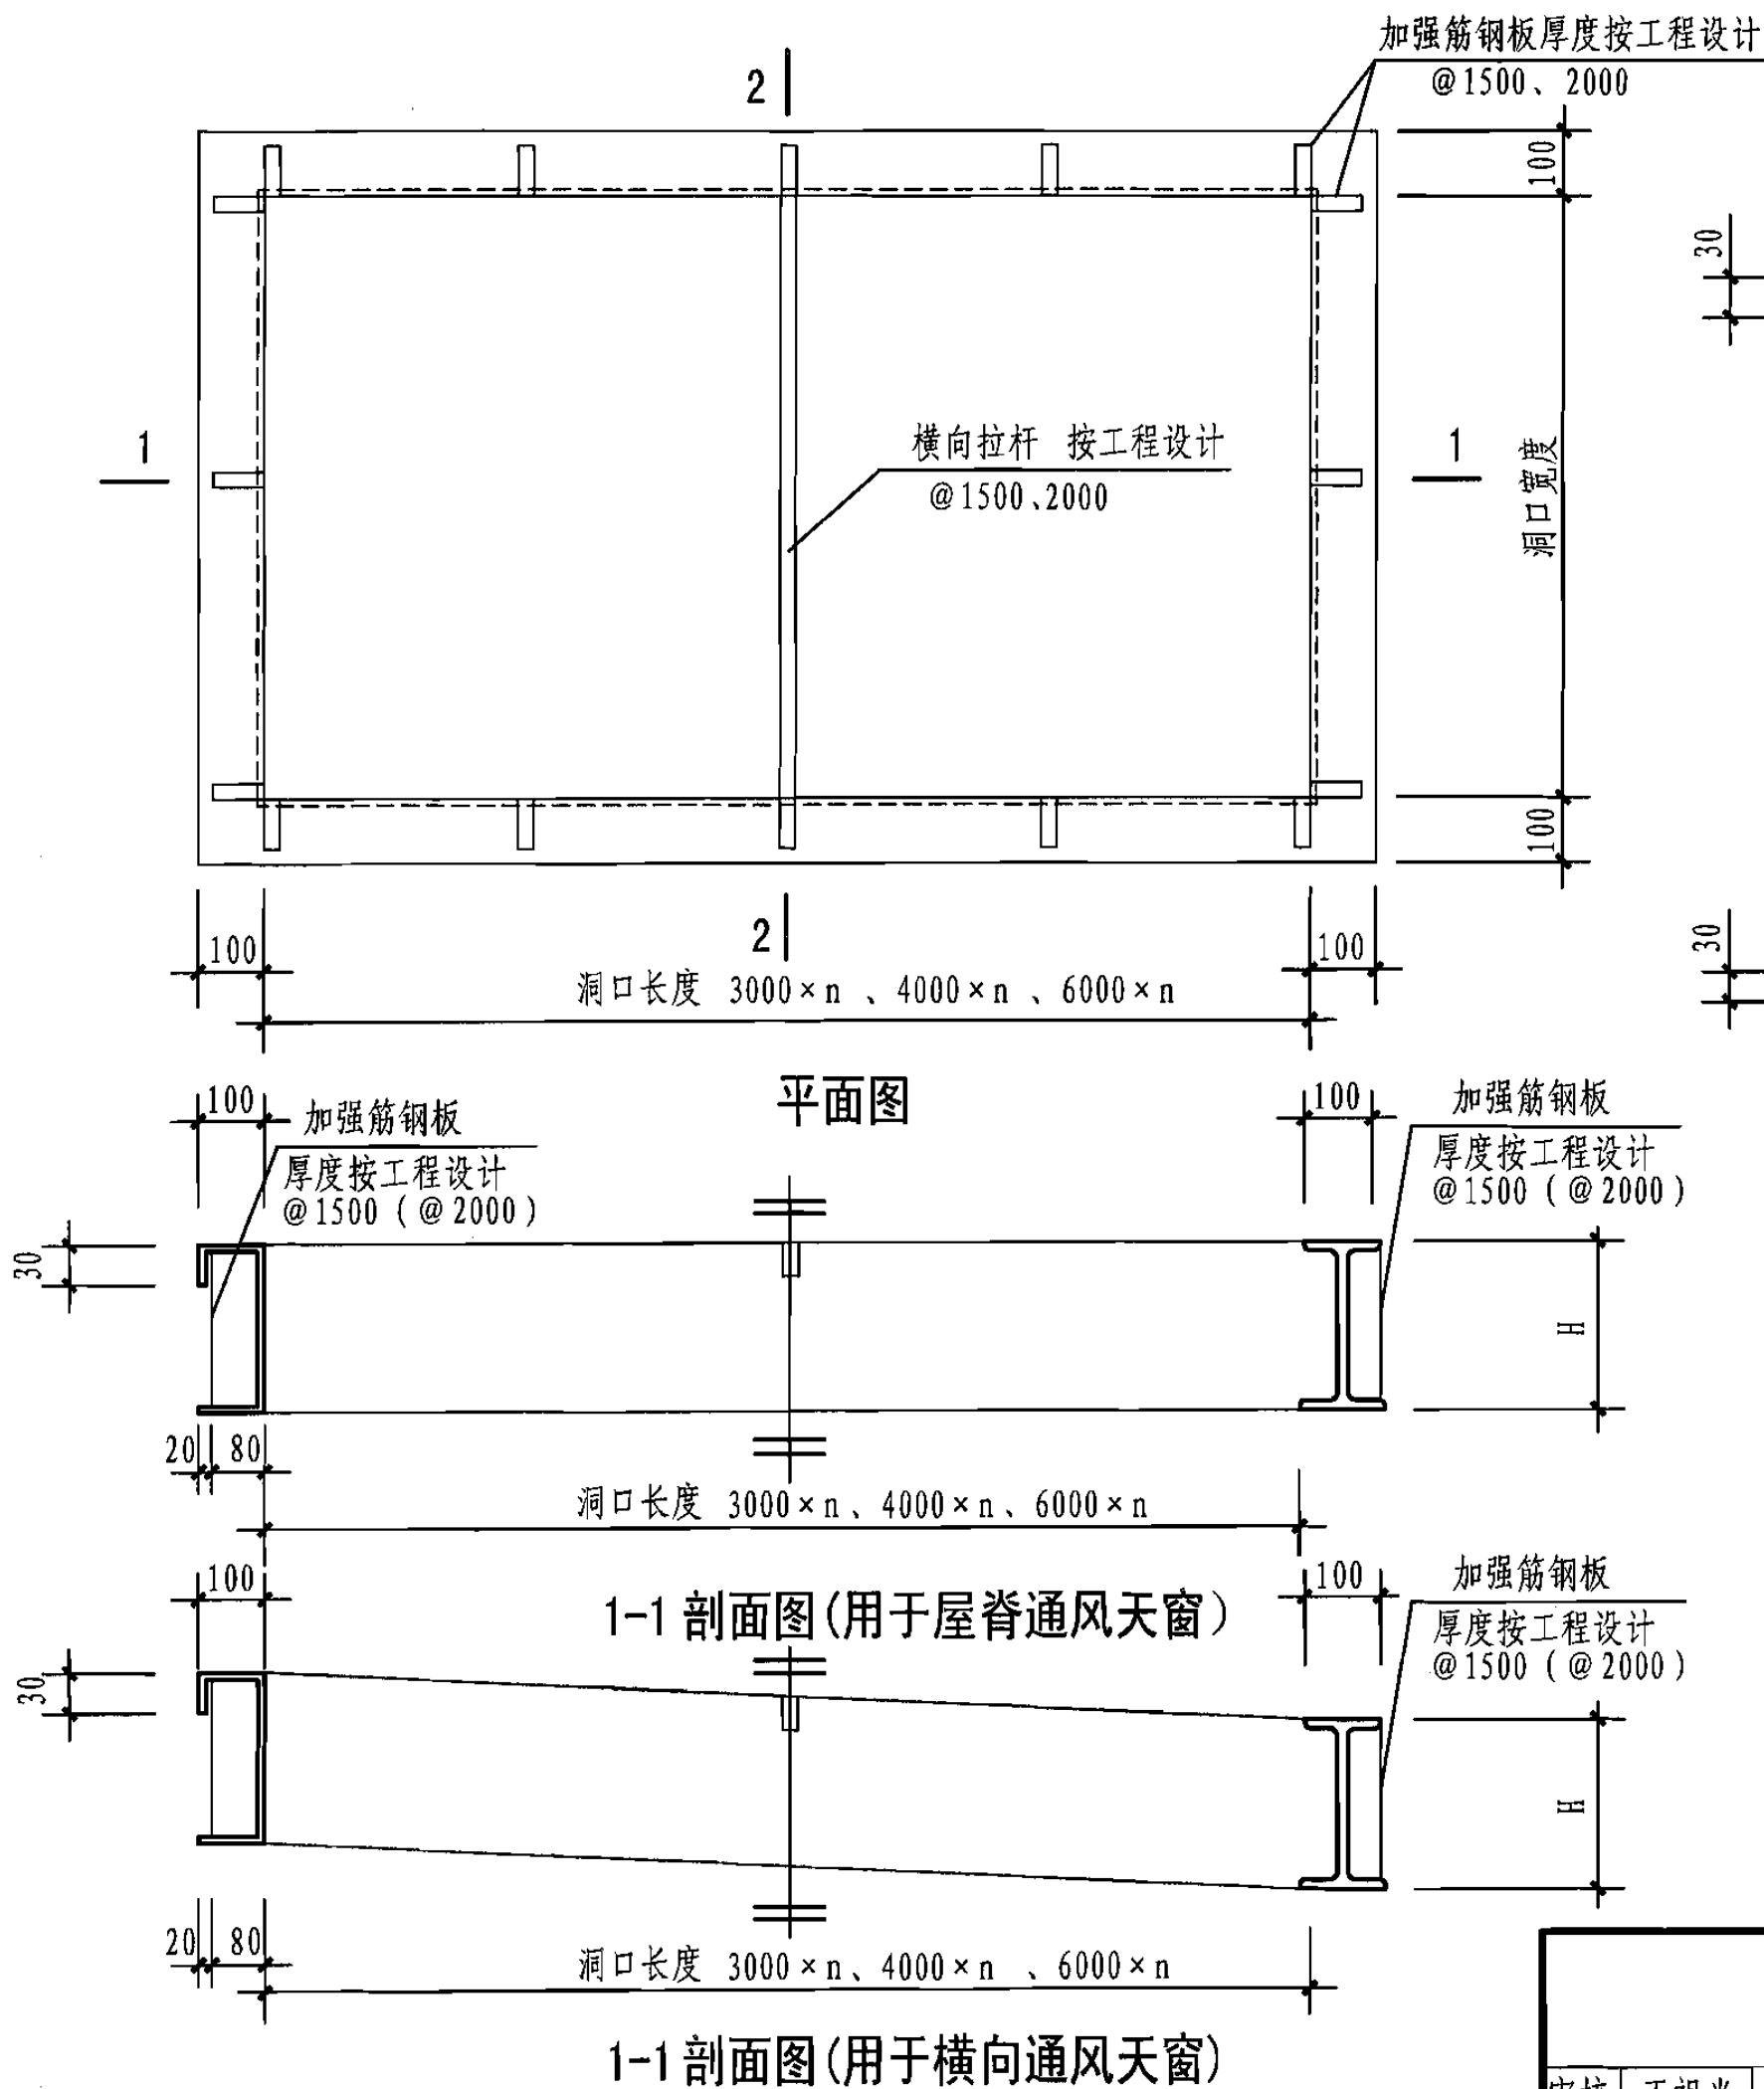 加强筋钢板厚度按工程设计
@1500、2000
2
100
30
横向拉杆 按工程设计
@1500、2000
1
1
洞口宽度
100
2
30
100
100
洞口长度 3000×n 、4000×n 、6000×n
平面图
100
加强筋钢板
厚度按工程设计
@1500 (@2000)
100
加强筋钢板
厚度按工程设计
@1500 (@2000)
30
H
20
80
洞口长度 3000×n、4000×n、6000×n
1-1剖面图(用于屋脊通风天窗)
100
100
加强筋钢板
厚度按工程设计
@1500 (@2000)
30
H
20
80
洞口长度 3000×n、4000×n 、6000×n
1-1剖面图(用于横向通风天窗)